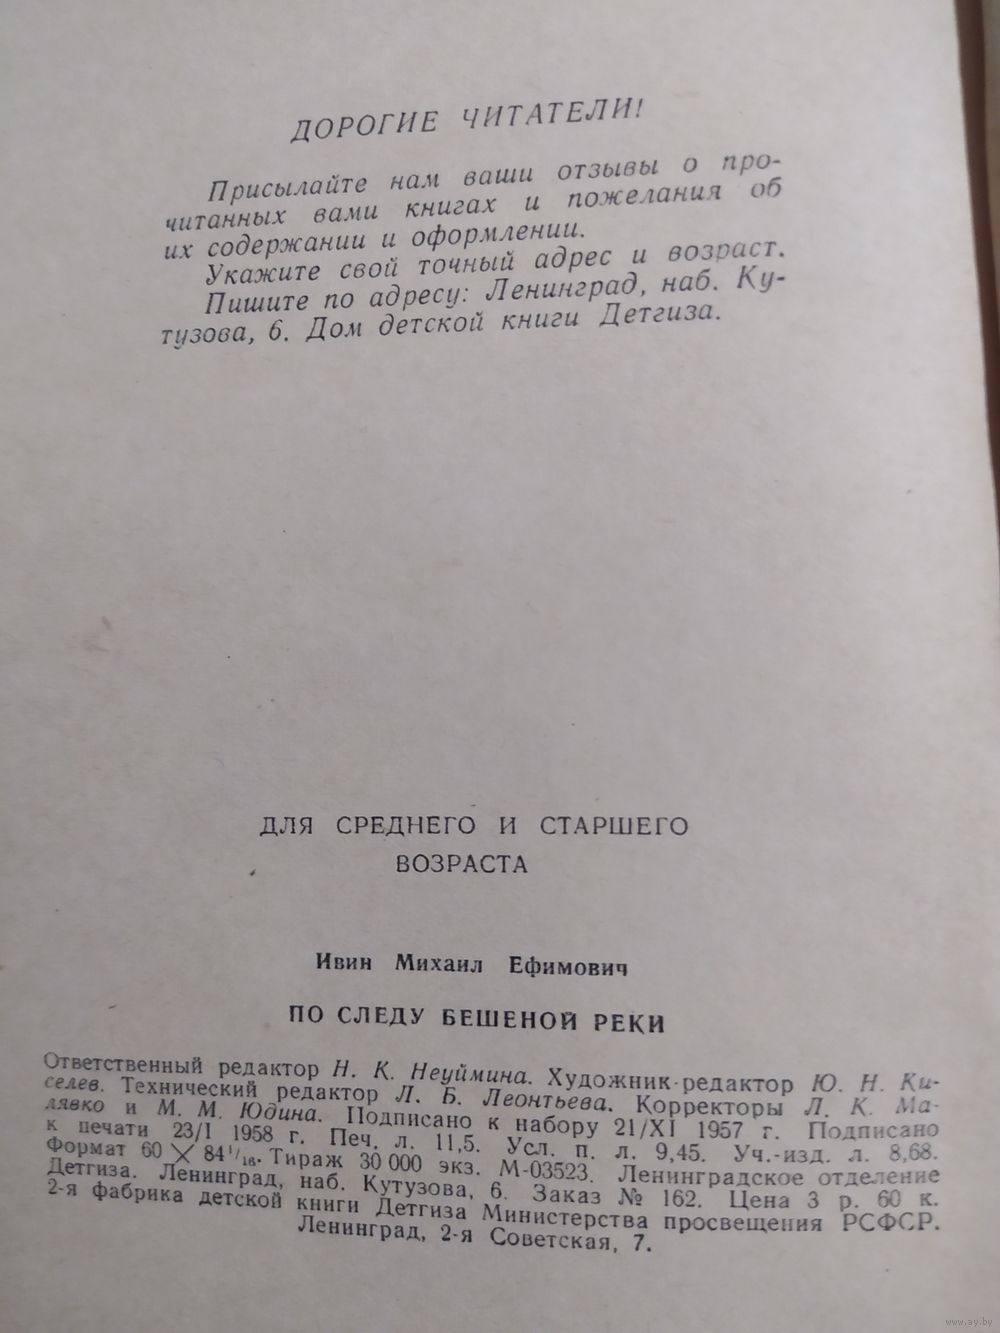 ДОРОГИЕ ЧИТАТЕЛИ!
Присылайте нам ваши отзывы о про-
читанных вами книгах и пожелания об
их содержании и оформлении.
Укажите свой точный адрес и возраст.
Пишите по адресу: Ленинград, наб. Ку-
тузова, 6. Дом детской книги Детгиза.
ДЛЯ СРЕДНЕГО И СТАРШЕГО
ВОЗРАСТА
Ивин Михаил Ефимович
ПО СЛЕДУ БЕШЕНОЙ РЕКИ
Ответственный редактор Н. К. Неуймина. Художник-редактор Ю. Н. Ки-
селев. Технический редактор Л. Б. Леонтьева. Корректоры Л. К. Ма-
лявко и М. М. Юдина. Подписано к набору 21/XI 1957 г. Подписано
к печати 23/I 1958 г. Печ. л. 11,5. Усл. п. л. 9,45. Уч.-изд. л. 8,68.
Формат 60 × 84 1/16. Тираж 30 000 экз. М-03523. Ленинградское отделение
Детгиза. Ленинград, наб. Кутузова, 6. Заказ № 162. Цена 3 р. 60 к.
2-я фабрика детской книги Детгиза Министерства просвещения РСФСР.
Ленинград, 2-я Советская, 7.
www.ay.by